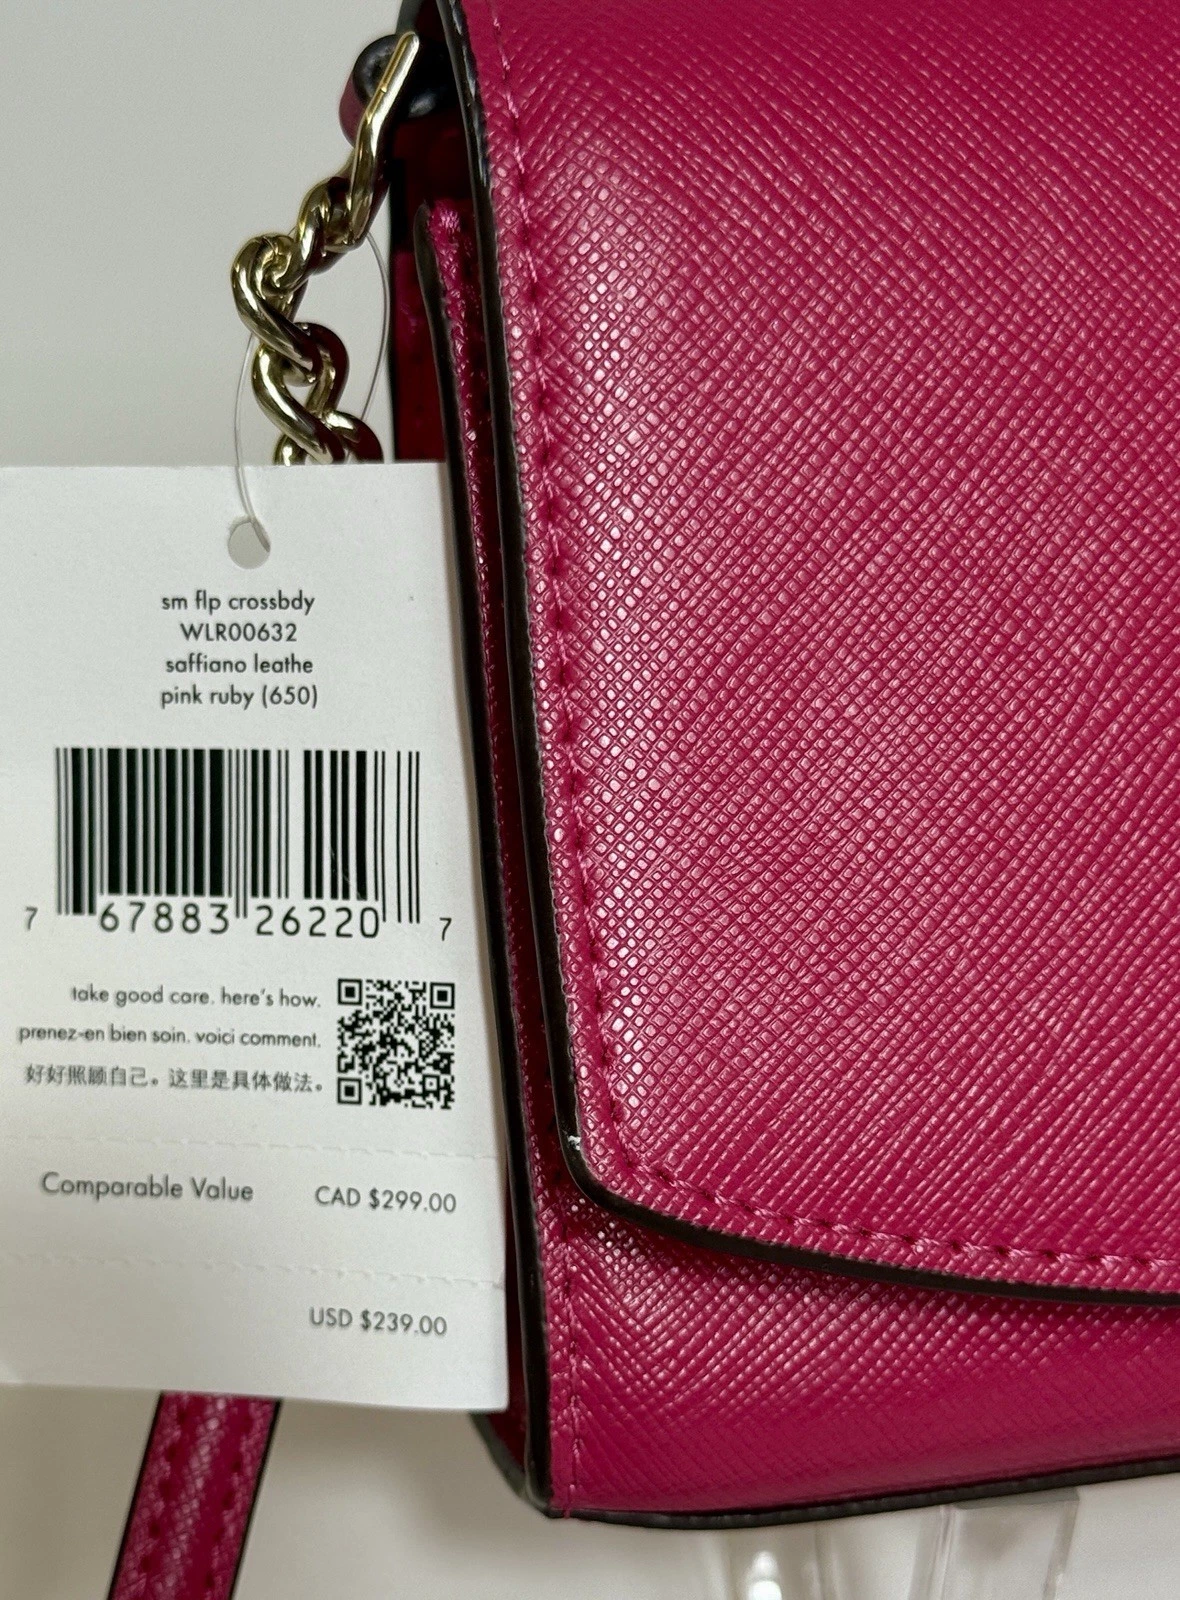 sm flp crossbdy
WLR00632
saffiano leathe
pink ruby (650)
7 67883 26220 7
take good care. here's how.
prenez-en bien soin. voici comment.
好好照顾自己。这里是具体做法。
Comparable Value CAD $299.00
USD $239.00